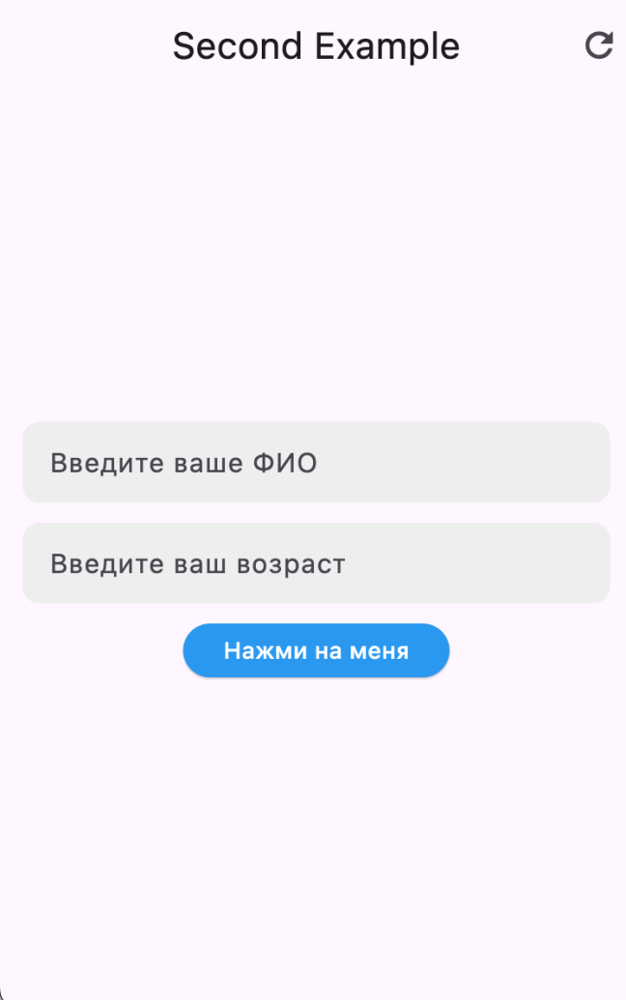 Second Example
Введите ваше ФИО
Введите ваш возраст
Нажми на меня